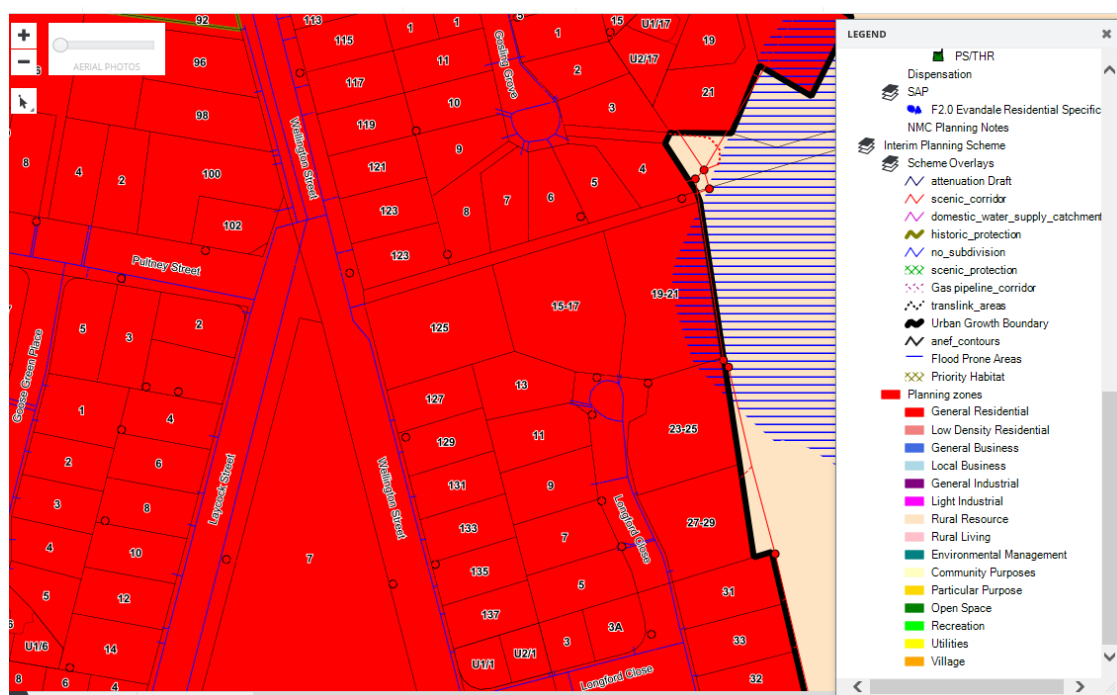 AERIAL PHOTOS
92
96
98
100
102
8
4
2
113
115
117
119
121
123
123
1
1
11
10
9
8
7
6
5
4
1
2
3
15
U1/17
U2/17
19
21
Gosling Grove
Wellington Street
Pultney Street
Goose Green Place
Laycock Street
5
3
2
1
4
2
6
3
8
4
10
5
12
U1/6
14
8
6
4
7
125
15-17
19-21
127
13
129
11
23-25
131
9
133
7
27-29
135
5
31
137
3A
3
33
U1/1
U2/1
32
Wellington Street
Longford Close
Longford Close
LEGEND
PS/THR
Dispensation
SAP
F2.0 Evandale Residential Specific
NMC Planning Notes
Interim Planning Scheme
Scheme Overlays
attenuation Draft
scenic_corridor
domestic_water_supply_catchment
historic_protection
no_subdivision
scenic_protection
Gas pipeline_corridor
translink_areas
Urban Growth Boundary
anef_contours
Flood Prone Areas
Priority Habitat
Planning zones
General Residential
Low Density Residential
General Business
Local Business
General Industrial
Light Industrial
Rural Resource
Rural Living
Environmental Management
Community Purposes
Particular Purpose
Open Space
Recreation
Utilities
Village